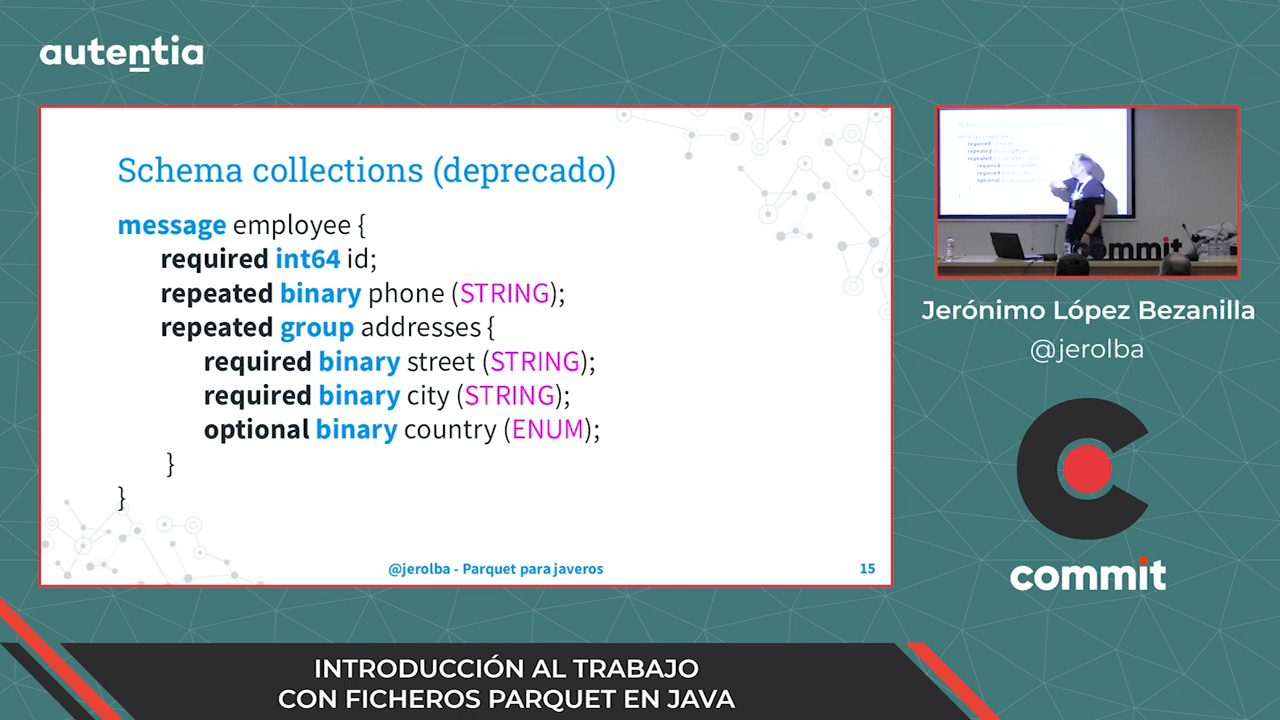 autentia
Schema collections (deprecado)
message employee {
required int64 id;
repeated binary phone (STRING);
repeated group addresses {
required binary street (STRING);
required binary city (STRING);
optional binary country (ENUM);
}
}
@jerolba - Parquet para javeros
15
commit
Jerónimo López Bezanilla
@jerolba
commit
INTRODUCCIÓN AL TRABAJO
CON FICHEROS PARQUET EN JAVA